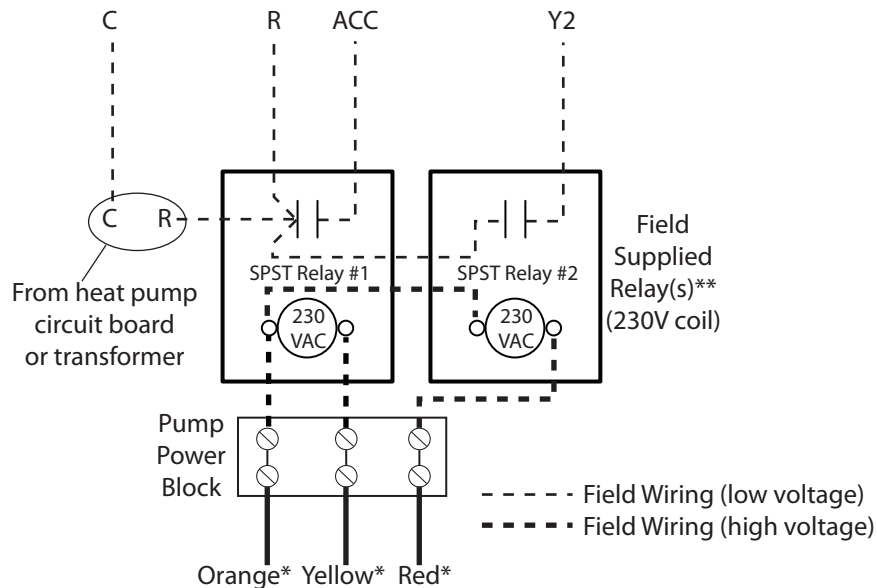 C R ACC Y2
C R
From heat pump
circuit board
or transformer
SPST Relay #1
230
VAC
SPST Relay #2
230
VAC
Field
Supplied
Relay(s)**
(230V coil)
Pump
Power
Block
Field Wiring (low voltage)
Field Wiring (high voltage)
Orange* Yellow* Red*